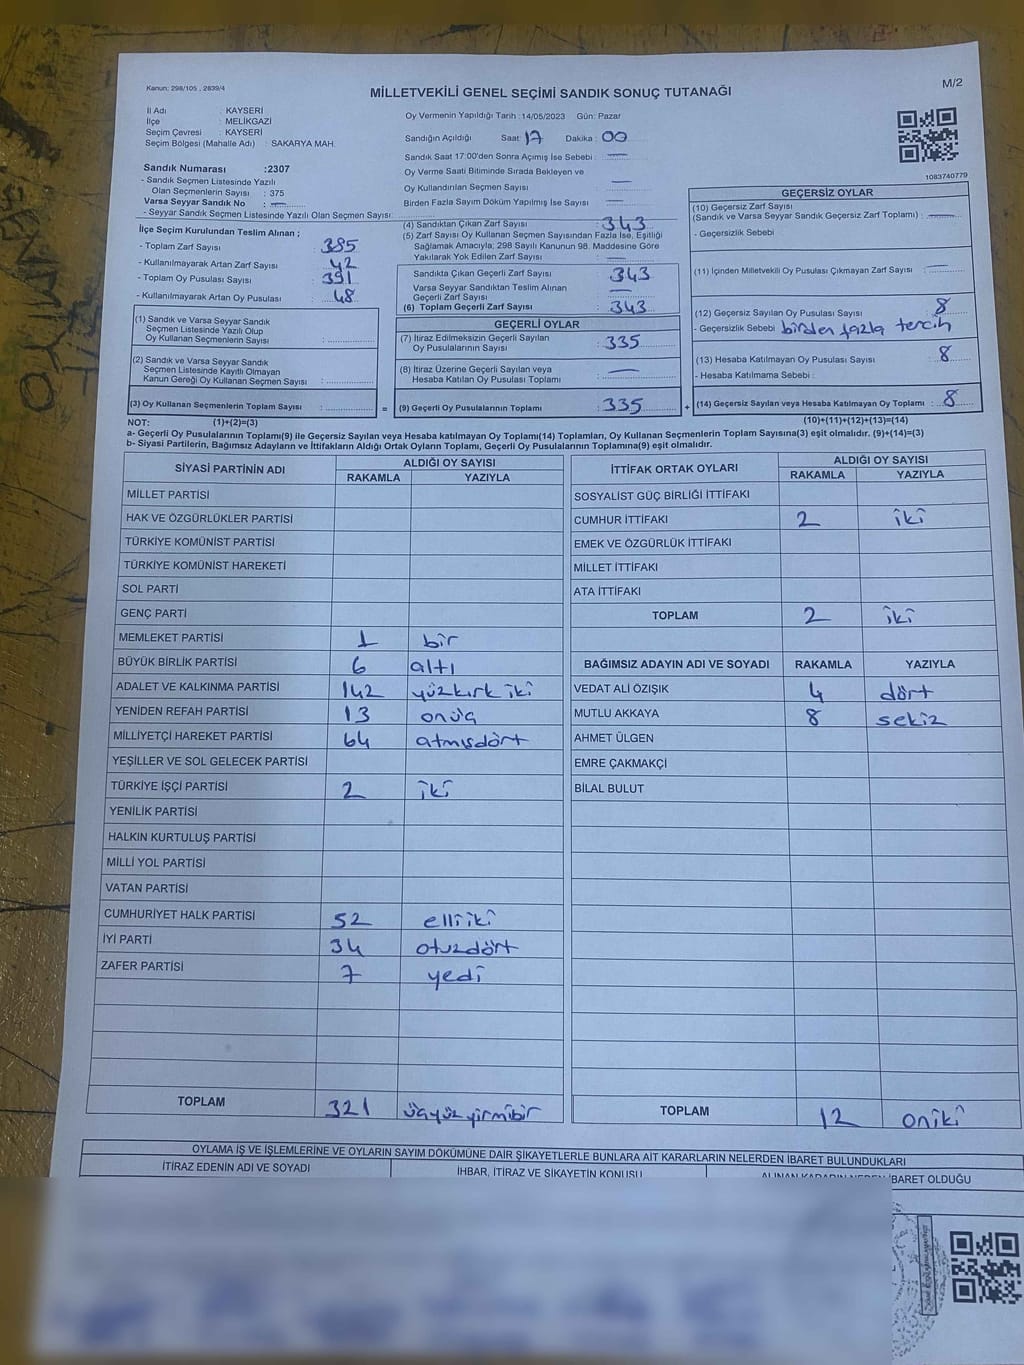 Kanun: 298/105 , 2839/4
M/2
MİLLETVEKİLİ GENEL SEÇİMİ SANDIK SONUÇ TUTANAĞI
İl Adı : KAYSERİ
İlçe : MELİKGAZİ
Seçim Çevresi : KAYSERİ
Seçim Bölgesi (Mahalle Adı) : SAKARYA MAH.
Sandık Numarası :2307
- Sandık Seçmen Listesinde Yazılı
Olan Seçmenlerin Sayısı : 375
Varsa Seyyar Sandık No : —
- Seyyar Sandık Seçmen Listesinde Yazılı Olan Seçmen Sayısı:
İlçe Seçim Kurulundan Teslim Alınan ;
- Toplam Zarf Sayısı : 385
- Kullanılmayarak Artan Zarf Sayısı : 42
- Toplam Oy Pusulası Sayısı : 391
- Kullanılmayarak Artan Oy Pusulası : 48
(1) Sandık ve Varsa Seyyar Sandık
Seçmen Listesinde Yazılı Olup
Oy Kullanan Seçmenlerin Sayısı :
(2) Sandık ve Varsa Seyyar Sandık
Seçmen Listesinde Kayıtlı Olmayan
Kanun Gereği Oy Kullanan Seçmen Sayısı :
(3) Oy Kullanan Seçmenlerin Toplam Sayısı :
Oy Vermenin Yapıldığı Tarih :14/05/2023 Gün: Pazar
Sandığın Açıldığı Saat: 17 Dakika : 00
Sandık Saat 17:00'den Sonra Açımış İse Sebebi : —
Oy Verme Saati Bitiminde Sırada Bekleyen ve
Oy Kullandırılan Seçmen Sayısı : —
Birden Fazla Sayım Döküm Yapılmış İse Sayısı : —
(4) Sandıktan Çıkan Zarf Sayısı : 343
(5) Zarf Sayısı Oy Kullanan Seçmen Sayısından Fazla İse, Eşitliği
Sağlamak Amacıyla; 298 Sayılı Kanunun 98. Maddesine Göre
Yakılarak Yok Edilen Zarf Sayısı : —
Sandıkta Çıkan Geçerli Zarf Sayısı : 343
Varsa Seyyar Sandıktan Teslim Alınan
Geçerli Zarf Sayısı : —
(6) Toplam Geçerli Zarf Sayısı : 343
GEÇERLİ OYLAR
(7) İtiraz Edilmeksizin Geçerli Sayılan
Oy Pusulalarının Sayısı : 335
(8) İtiraz Üzerine Geçerli Sayılan veya
Hesaba Katılan Oy Pusulası Toplamı : —
= (9) Geçerli Oy Pusulalarının Toplamı : 335 +
1083740779
GEÇERSİZ OYLAR
(10) Geçersiz Zarf Sayısı
(Sandık ve Varsa Seyyar Sandık Geçersiz Zarf Toplamı) : —
- Geçersizlik Sebebi
(11) İçinden Milletvekili Oy Pusulası Çıkmayan Zarf Sayısı : —
(12) Geçersiz Sayılan Oy Pusulası Sayısı : 8
- Geçersizlik Sebebi birden fazla tercih
(13) Hesaba Katılmayan Oy Pusulası Sayısı : 8
- Hesaba Katılmama Sebebi :
(14) Geçersiz Sayılan veya Hesaba Katılmayan Oy Toplamı : 8
NOT: (1)+(2)=(3) (10)+(11)+(12)+(13)=(14)
a- Geçerli Oy Pusulalarının Toplamı(9) ile Geçersiz Sayılan veya Hesaba katılmayan Oy Toplamı(14) Toplamları, Oy Kullanan Seçmenlerin Toplam Sayısına(3) eşit olmalıdır. (9)+(14)=(3)
b- Siyasi Partilerin, Bağımsız Adayların ve İttifakların Aldığı Ortak Oyların Toplamı, Geçerli Oy Pusulalarının Toplamına(9) eşit olmalıdır.
SİYASİ PARTİNİN ADI ALDIĞI OY SAYISI
RAKAMLA YAZIYLA
MİLLET PARTİSİ
HAK VE ÖZGÜRLÜKLER PARTİSİ
TÜRKİYE KOMÜNİST PARTİSİ
TÜRKİYE KOMÜNİST HAREKETİ
SOL PARTİ
GENÇ PARTİ
MEMLEKET PARTİSİ 1 bir
BÜYÜK BİRLİK PARTİSİ 6 altı
ADALET VE KALKINMA PARTİSİ 142 yüzkırk iki
YENİDEN REFAH PARTİSİ 13 onüç
MİLLİYETÇİ HAREKET PARTİSİ 64 atmışdört
YEŞİLLER VE SOL GELECEK PARTİSİ
TÜRKİYE İŞÇİ PARTİSİ 2 iki
YENİLİK PARTİSİ
HALKIN KURTULUŞ PARTİSİ
MİLLİ YOL PARTİSİ
VATAN PARTİSİ
CUMHURİYET HALK PARTİSİ 52 elliiki
İYİ PARTİ 34 otuzdört
ZAFER PARTİSİ 7 yedi
TOPLAM 321 üçyüzyirmibir
İTTİFAK ORTAK OYLARI ALDIĞI OY SAYISI
RAKAMLA YAZIYLA
SOSYALİST GÜÇ BİRLİĞİ İTTİFAKI
CUMHUR İTTİFAKI 2 iki
EMEK VE ÖZGÜRLÜK İTTİFAKI
MİLLET İTTİFAKI
ATA İTTİFAKI
TOPLAM 2 iki
BAĞIMSIZ ADAYIN ADI VE SOYADI RAKAMLA YAZIYLA
VEDAT ALİ ÖZIŞIK 4 dört
MUTLU AKKAYA 8 sekiz
AHMET ÜLGEN
EMRE ÇAKMAKÇİ
BİLAL BULUT
TOPLAM 12 oniki
OYLAMA İŞ VE İŞLEMLERİNE VE OYLARIN SAYIM DÖKÜMÜNE DAİR ŞİKAYETLERLE BUNLARA AİT KARARLARIN NELERDEN İBARET BULUNDUKLARI
İTİRAZ EDENİN ADI VE SOYADI İHBAR, İTİRAZ VE ŞİKAYETİN KONUSU ALINAN KARARIN NEDEN İBARET OLDUĞU